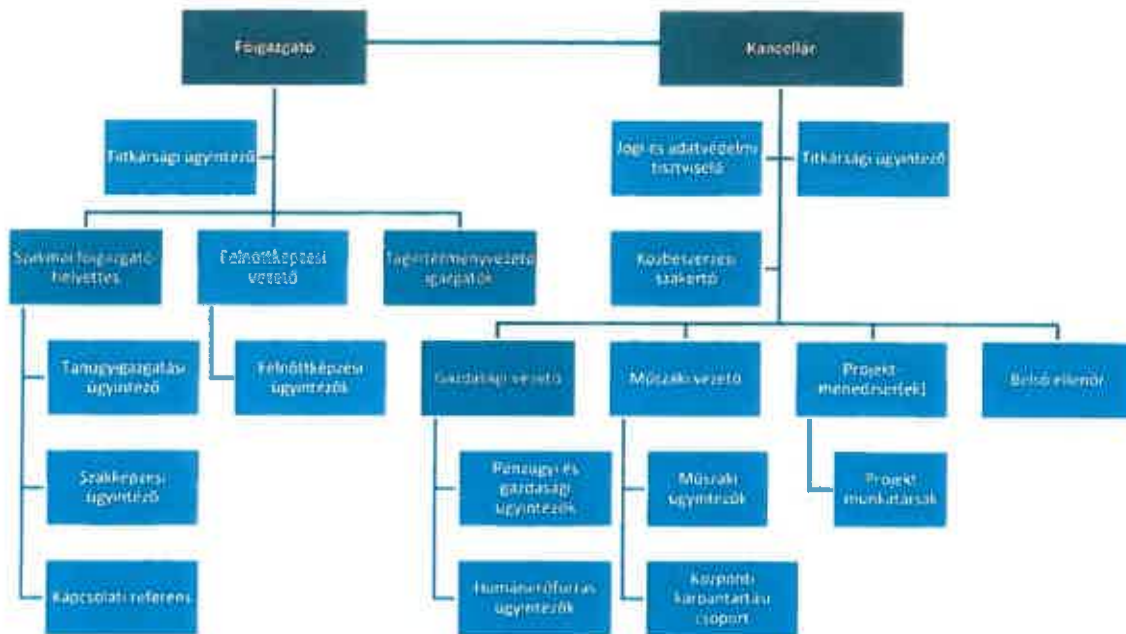 Főigazgató
Kancellár
Titkársági ügyintéző
Jogi és adatvédelmi
tisztviselő
Titkársági ügyintéző
Szakmai főigazgató-
helyettes
Felnőttképzési
vezető
Tagintézményvezető
igazgatók
Közbeszerzési
szakértő
Tanügyigazgatási
ügyintéző
Felnőttképzési
ügyintézők
Gazdasági vezető
Műszaki vezető
Projekt
menedzser(ek)
Belső ellenőr
Szakképzési
ügyintéző
Pénzügyi és
gazdasági
ügyintézők
Műszaki
ügyintézők
Projekt
munkatársak
Kapcsolati referens
Humánerőforrás
ügyintézők
Központi
karbantartási
csoport